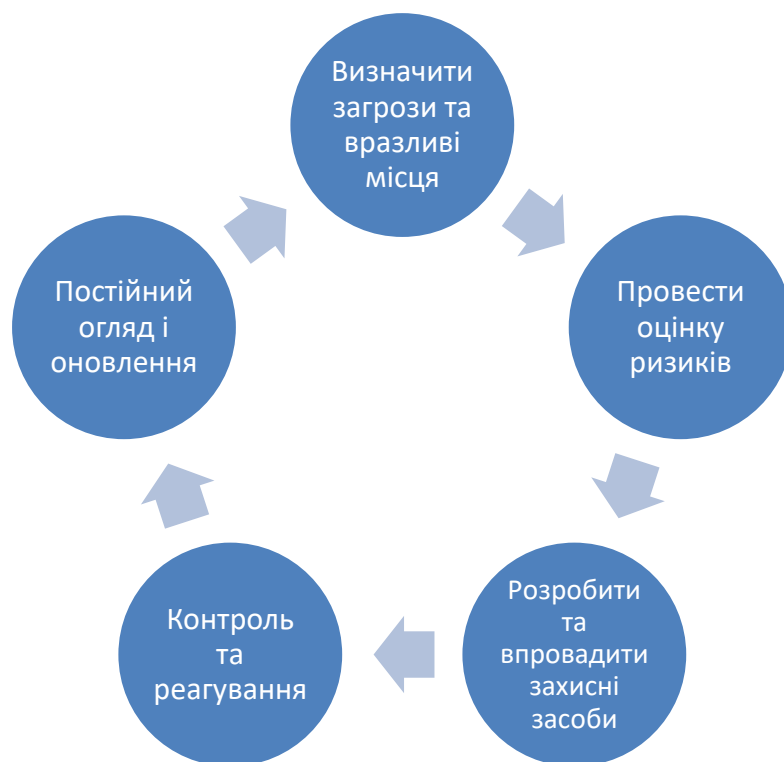 Визначити
загрози та
вразливі
місця
Провести
оцінку
ризиків
Розробити
та
впровадити
захисні
засоби
Контроль
та
реагування
Постійний
огляд і
оновлення